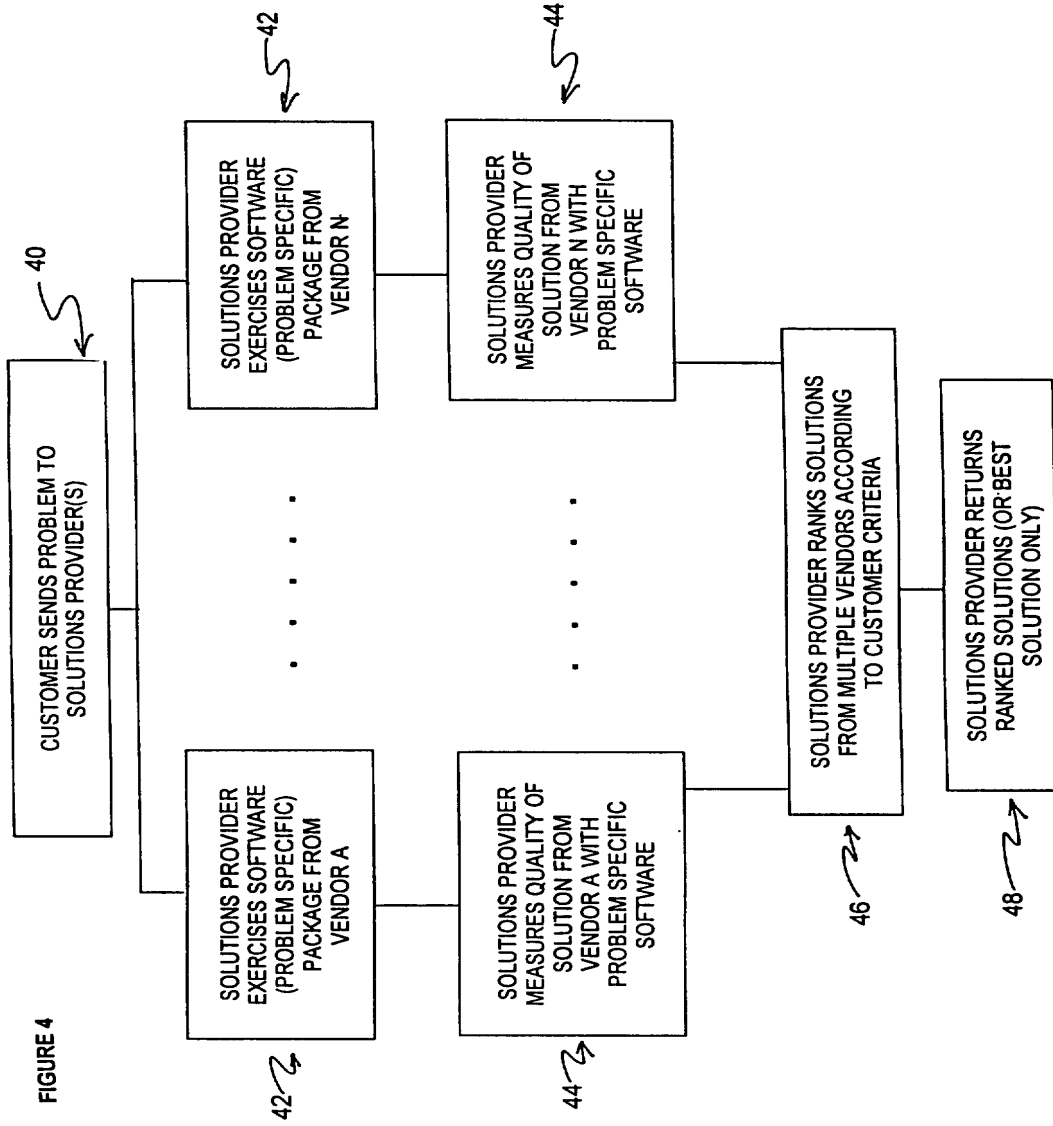 FIGURE 4
CUSTOMER SENDS PROBLEM TO
SOLUTIONS PROVIDER(S)
40
SOLUTIONS PROVIDER
EXERCISES SOFTWARE
(PROBLEM SPECIFIC)
PACKAGE FROM
VENDOR A
42
SOLUTIONS PROVIDER
EXERCISES SOFTWARE
(PROBLEM SPECIFIC)
PACKAGE FROM
VENDOR N
42
SOLUTIONS PROVIDER
MEASURES QUALITY OF
SOLUTION FROM
VENDOR A WITH
PROBLEM SPECIFIC
SOFTWARE
44
SOLUTIONS PROVIDER
MEASURES QUALITY OF
SOLUTION FROM
VENDOR N WITH
PROBLEM SPECIFIC
SOFTWARE
44
SOLUTIONS PROVIDER RANKS SOLUTIONS
FROM MULTIPLE VENDORS ACCORDING
TO CUSTOMER CRITERIA
46
SOLUTIONS PROVIDER RETURNS
RANKED SOLUTIONS (OR BEST
SOLUTION ONLY)
48